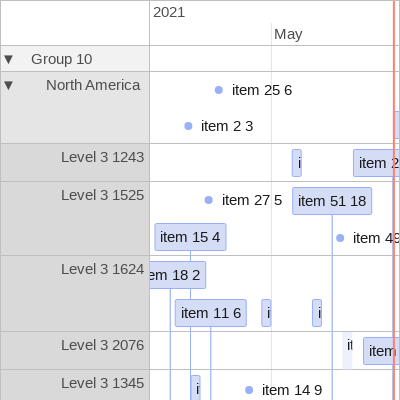 2021
May
▼ Group 10
▼ North America
item 25 6
item 2 3
Level 3 1243
i
item 2
Level 3 1525
item 27 5
item 51 18
item 15 4
item 49
Level 3 1624
em 18 2
item 11 6
i
i
Level 3 2076
it
item
Level 3 1345
i
item 14 9